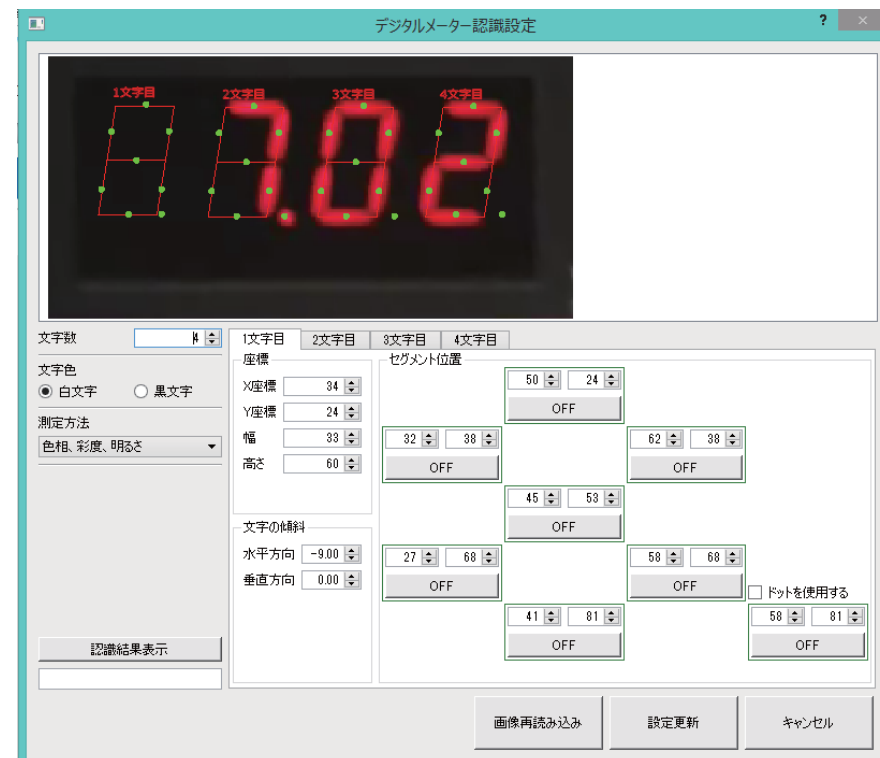 デジタルメーター認識設定
?
×
1文字目 2文字目 3文字目 4文字目
7.02
文字数 4
文字色
白文字 黒文字
測定方法
色相、彩度、明るさ
認識結果表示
1文字目 2文字目 3文字目 4文字目
座標
X座標 34
Y座標 24
幅 33
高さ 60
文字の傾斜
水平方向 -9.00
垂直方向 0.00
セグメント位置
50 24
OFF
32 38 62 38
OFF OFF
45 53
OFF
27 68 58 68
OFF OFF
ドットを使用する
41 81 58 81
OFF OFF
画像再読み込み 設定更新 キャンセル